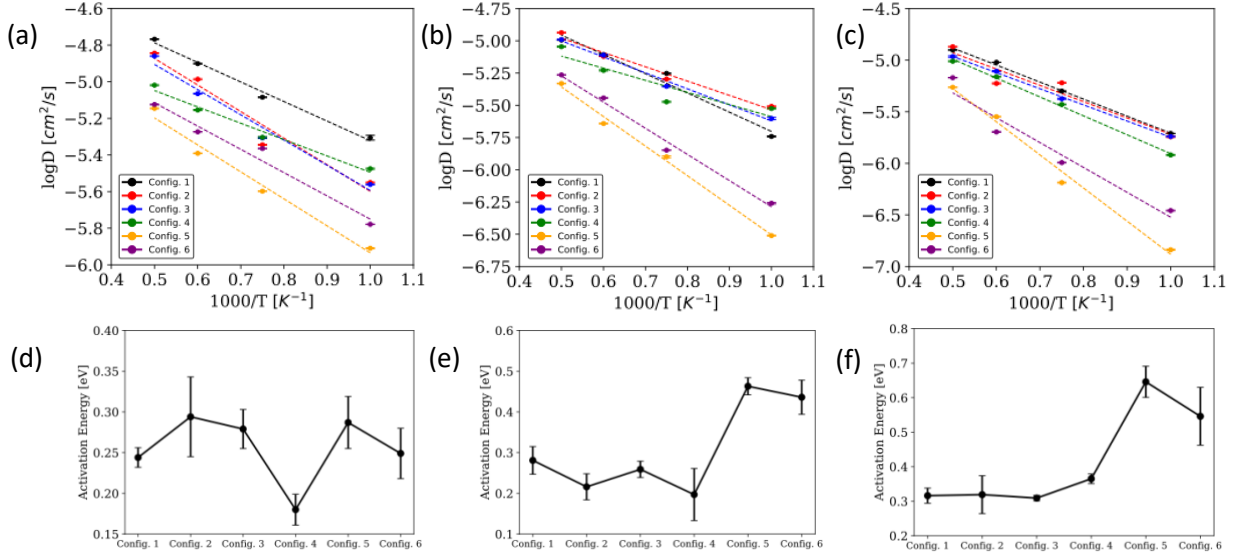 (a)
logD [cm²/s]
−4.6
−4.8
−5.0
−5.2
−5.4
−5.6
−5.8
−6.0
Config. 1
Config. 2
Config. 3
Config. 4
Config. 5
Config. 6
0.4 0.5 0.6 0.7 0.8 0.9 1.0 1.1
1000/T [K⁻¹]
(b)
logD [cm²/s]
−4.75
−5.00
−5.25
−5.50
−5.75
−6.00
−6.25
−6.50
−6.75
Config. 1
Config. 2
Config. 3
Config. 4
Config. 5
Config. 6
0.4 0.5 0.6 0.7 0.8 0.9 1.0 1.1
1000/T [K⁻¹]
(c)
logD [cm²/s]
−4.5
−5.0
−5.5
−6.0
−6.5
−7.0
Config. 1
Config. 2
Config. 3
Config. 4
Config. 5
Config. 6
0.4 0.5 0.6 0.7 0.8 0.9 1.0 1.1
1000/T [K⁻¹]
(d)
Activation Energy [eV]
0.40
0.35
0.30
0.25
0.20
0.15
Config. 1 Config. 2 Config. 3 Config. 4 Config. 5 Config. 6
(e)
Activation Energy [eV]
0.6
0.5
0.4
0.3
0.2
0.1
Config. 1 Config. 2 Config. 3 Config. 4 Config. 5 Config. 6
(f)
Activation Energy [eV]
0.8
0.7
0.6
0.5
0.4
0.3
0.2
Config. 1 Config. 2 Config. 3 Config. 4 Config. 5 Config. 6